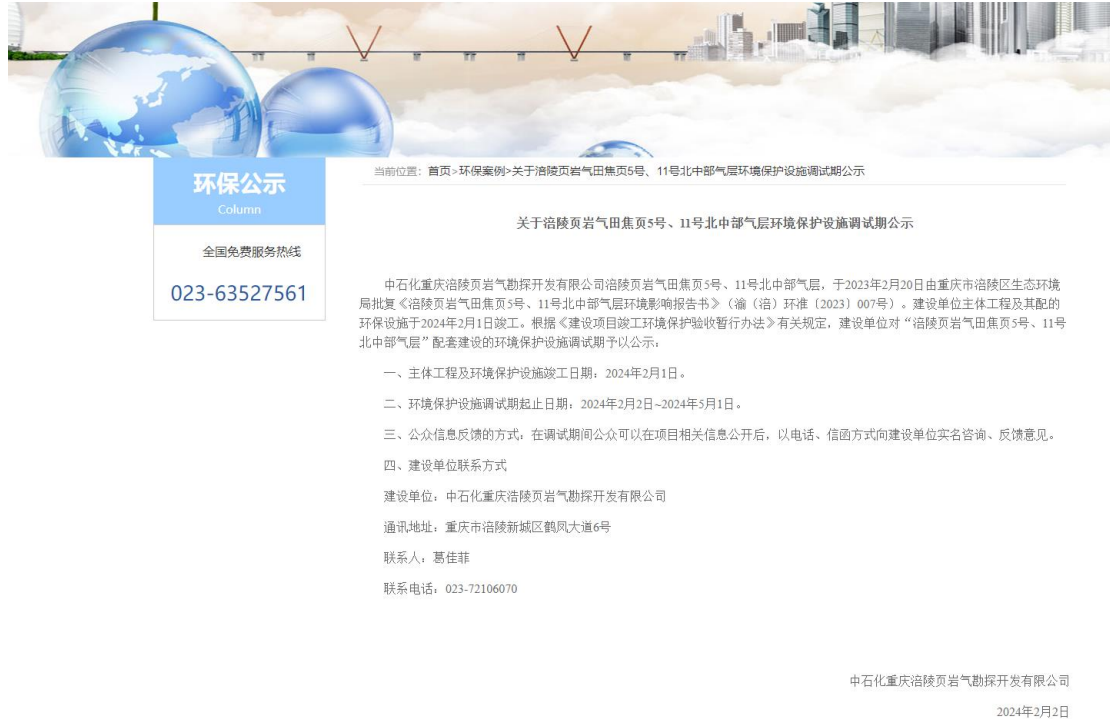 环保公示
Column
全国免费服务热线
023-63527561
当前位置：首页>环保案例>关于涪陵页岩气田焦页5号、11号北中部气层环境保护设施调试期公示
关于涪陵页岩气田焦页5号、11号北中部气层环境保护设施调试期公示
中石化重庆涪陵页岩气勘探开发有限公司涪陵页岩气田焦页5号、11号北中部气层，于2023年2月20日由重庆市涪陵区生态环境
局批复《涪陵页岩气田焦页5号、11号北中部气层环境影响报告书》（渝（涪）环准〔2023〕007号）。建设单位主体工程及其配的
环保设施于2024年2月1日竣工。根据《建设项目竣工环境保护验收暂行办法》有关规定，建设单位对“涪陵页岩气田焦页5号、11号
北中部气层”配套建设的环境保护设施调试期予以公示：
一、主体工程及环境保护设施竣工日期：2024年2月1日。
二、环境保护设施调试期起止日期：2024年2月2日~2024年5月1日。
三、公众信息反馈的方式：在调试期间公众可以在项目相关信息公开后，以电话、信函方式向建设单位实名咨询、反馈意见。
四、建设单位联系方式
建设单位：中石化重庆涪陵页岩气勘探开发有限公司
通讯地址：重庆市涪陵新城区鹤凤大道6号
联系人：葛佳菲
联系电话：023-72106070
中石化重庆涪陵页岩气勘探开发有限公司
2024年2月2日